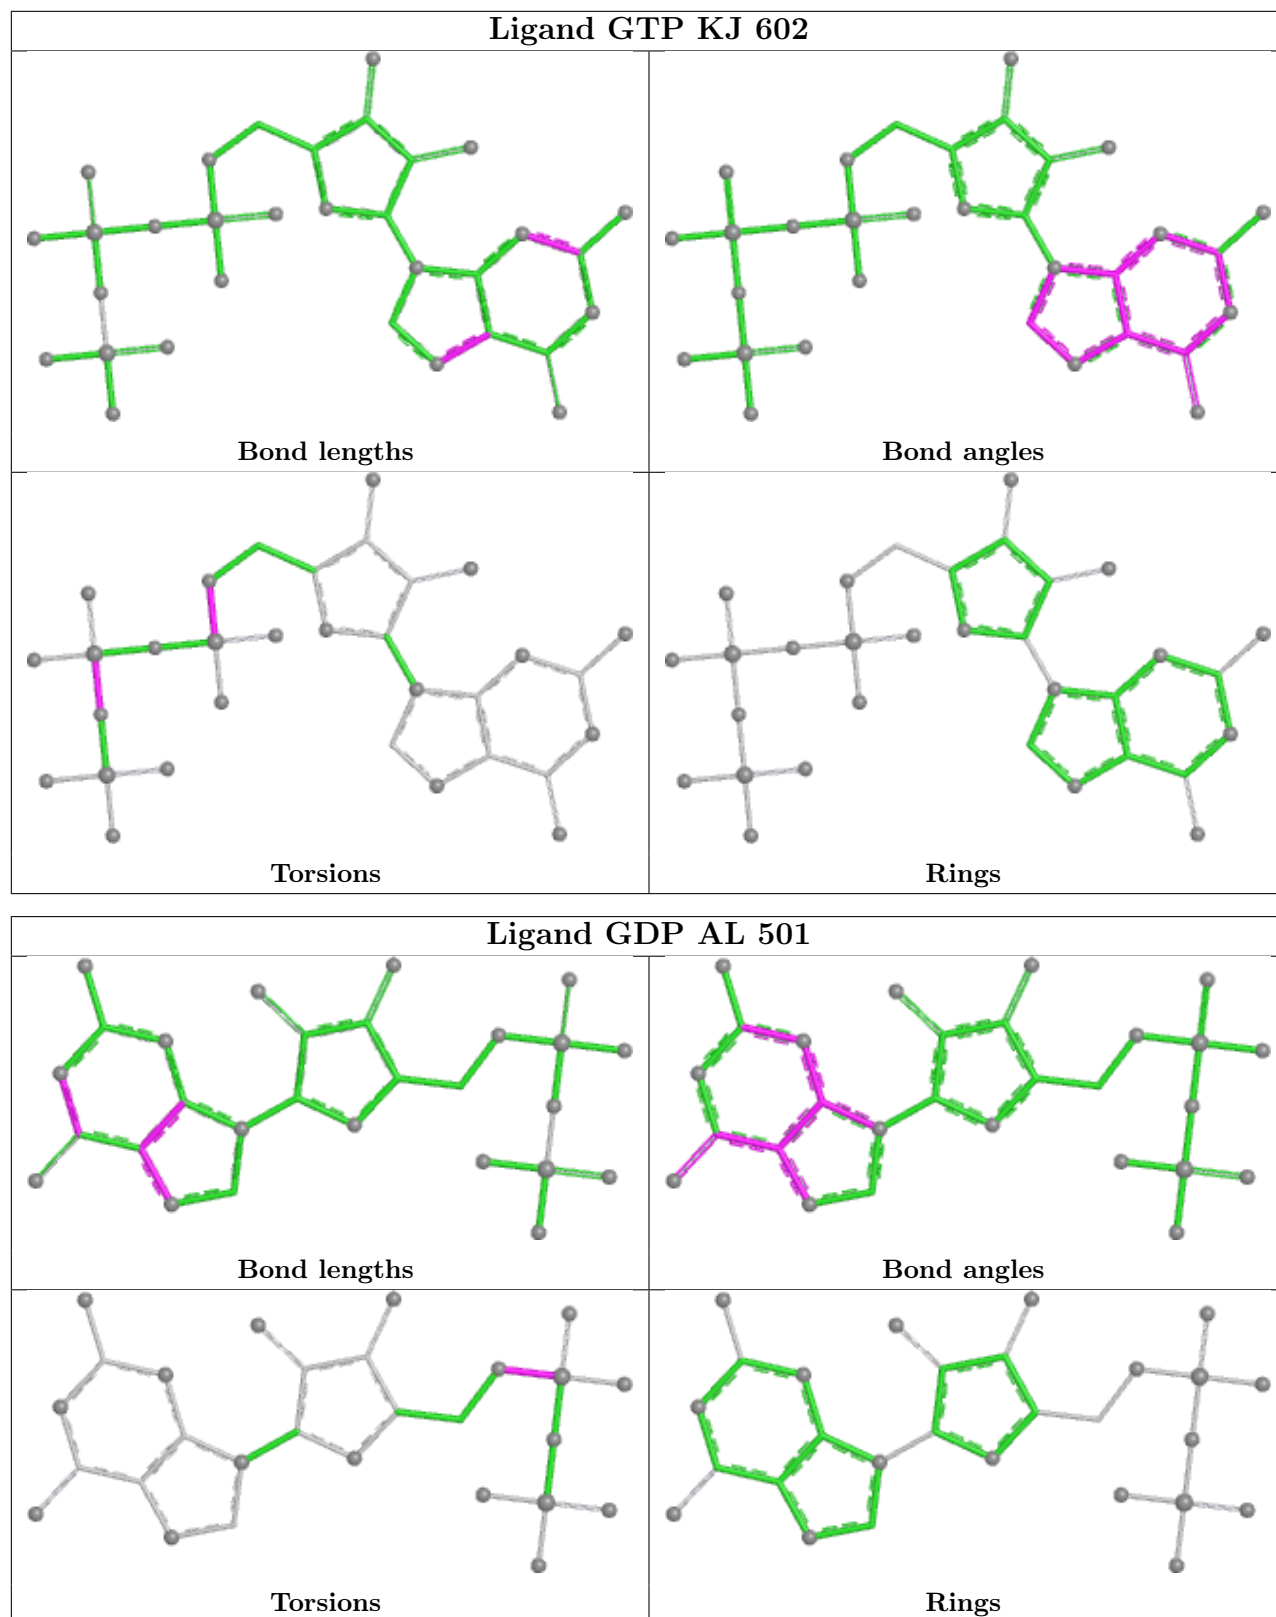 Ligand GTP KJ 602
Bond lengths
Bond angles
Torsions
Rings
Ligand GDP AL 501
Bond lengths
Bond angles
Torsions
Rings